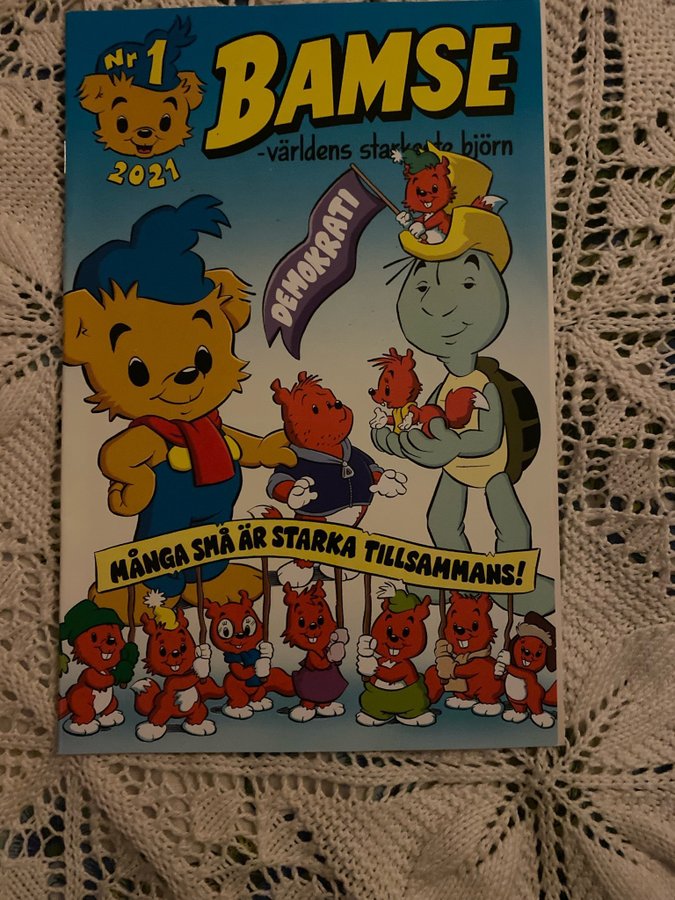 Nr 1
2021
BAMSE
-världens starkaste björn
DEMOKRATI
MÅNGA SMÅ ÄR STARKA TILLSAMMANS!